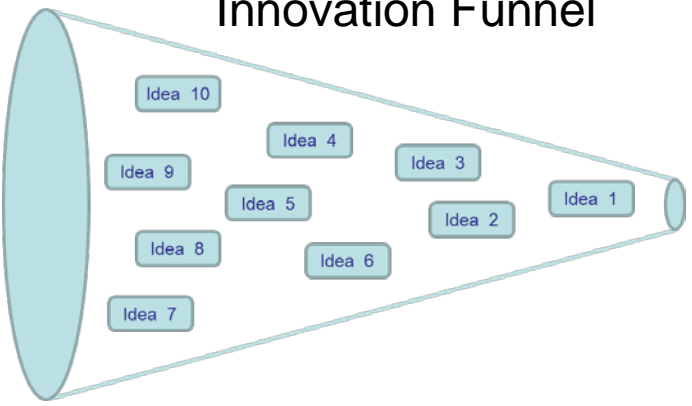 Innovation Funnel
Idea 10
Idea 4
Idea 3
Idea 9
Idea 1
Idea 5
Idea 2
Idea 8
Idea 6
Idea 7